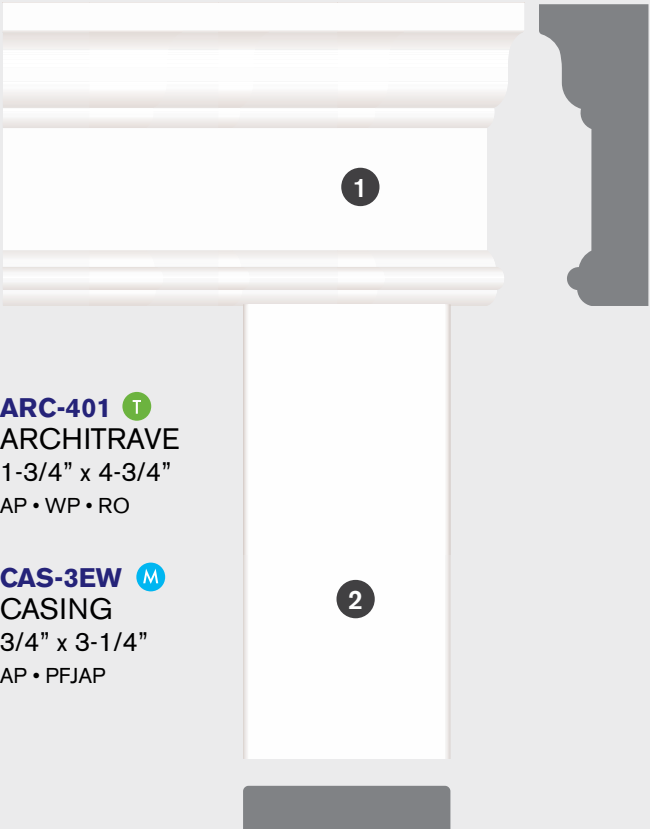 1
ARC-401 T
ARCHITRAVE
1-3/4” x 4-3/4”
AP • WP • RO
CAS-3EW M
CASING
3/4” x 3-1/4”
AP • PFJAP
2